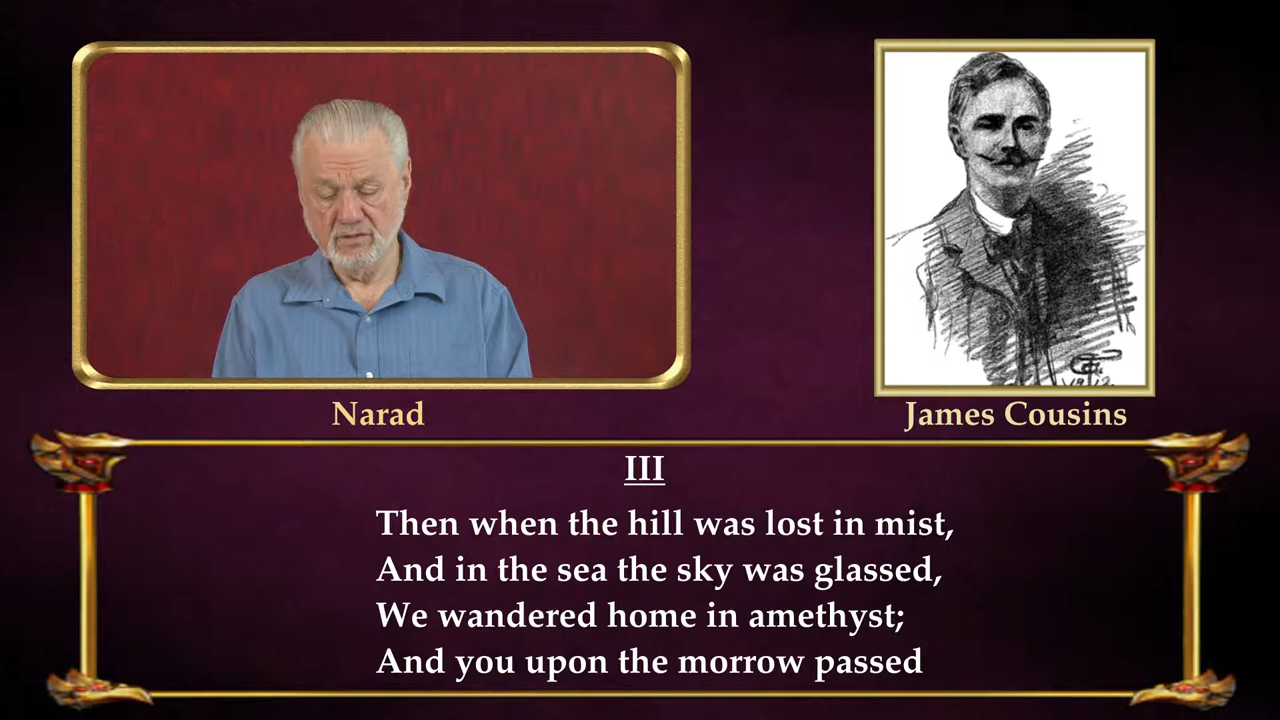 Narad
James Cousins
III
Then when the hill was lost in mist,
And in the sea the sky was glassed,
We wandered home in amethyst;
And you upon the morrow passed